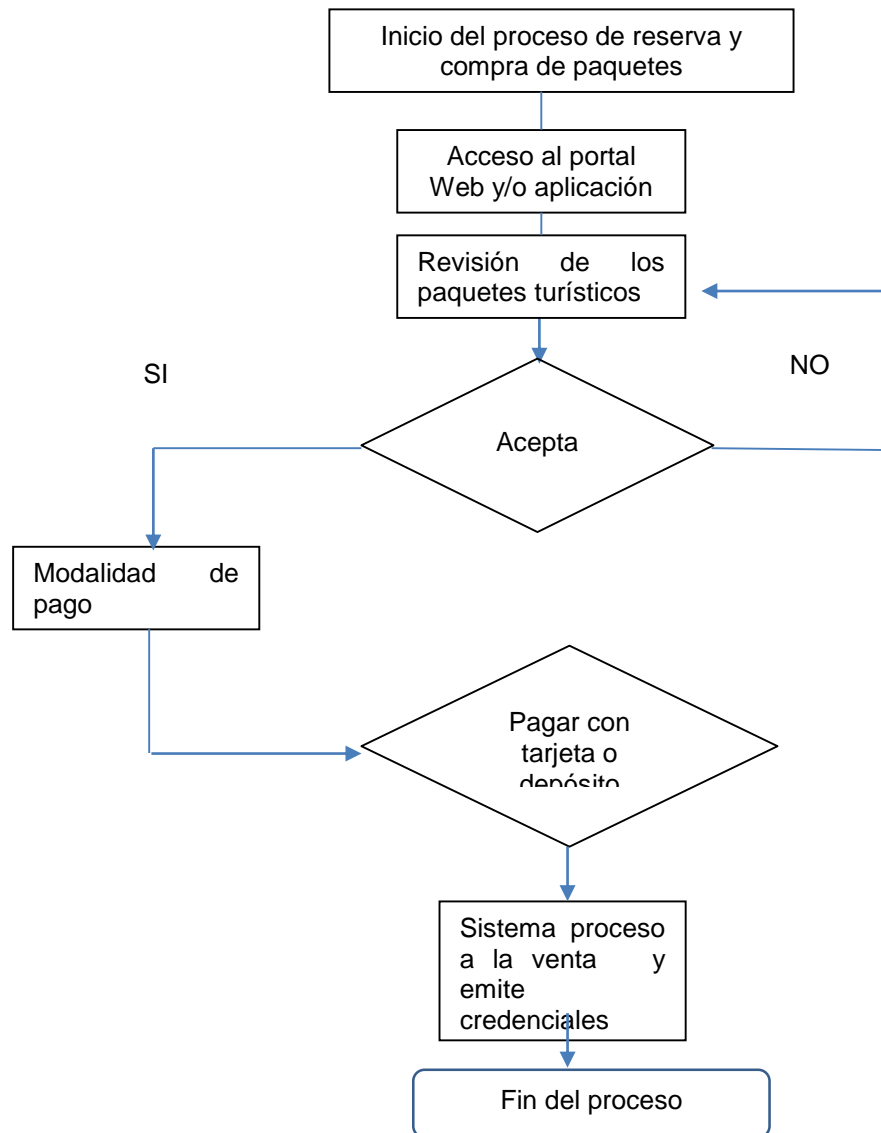 Inicio del proceso de reserva y
compra de paquetes
Acceso al portal
Web y/o aplicación
Revisión de los
paquetes turísticos
SI
NO
Acepta
Modalidad de
pago
Pagar con
tarjeta o
depósito
Sistema proceso
a la venta y
emite
credenciales
Fin del proceso